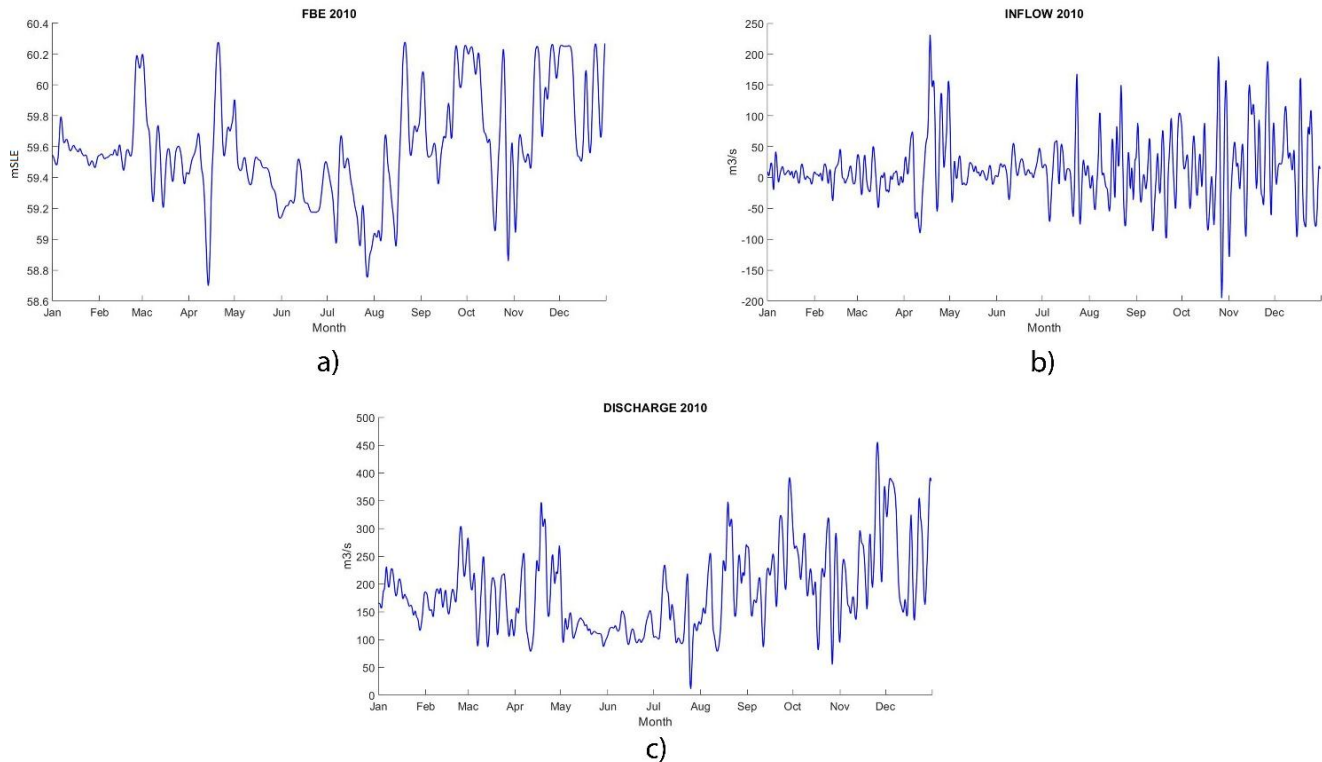 FBE 2010
60.4
60.2
60
59.8
59.6
59.4
59.2
59
58.8
58.6
mSLE
Jan Feb Mac Apr May Jun Jul Aug Sep Oct Nov Dec
Month
a)
INFLOW 2010
250
200
150
100
50
0
-50
-100
-150
-200
m3/s
Jan Feb Mar Apr May Jun Jul Aug Sep Oct Nov Dec
Month
b)
DISCHARGE 2010
500
450
400
350
300
250
200
150
100
50
0
m3/s
Jan Feb Mac Apr May Jun Jul Aug Sep Oct Nov Dec
Month
c)